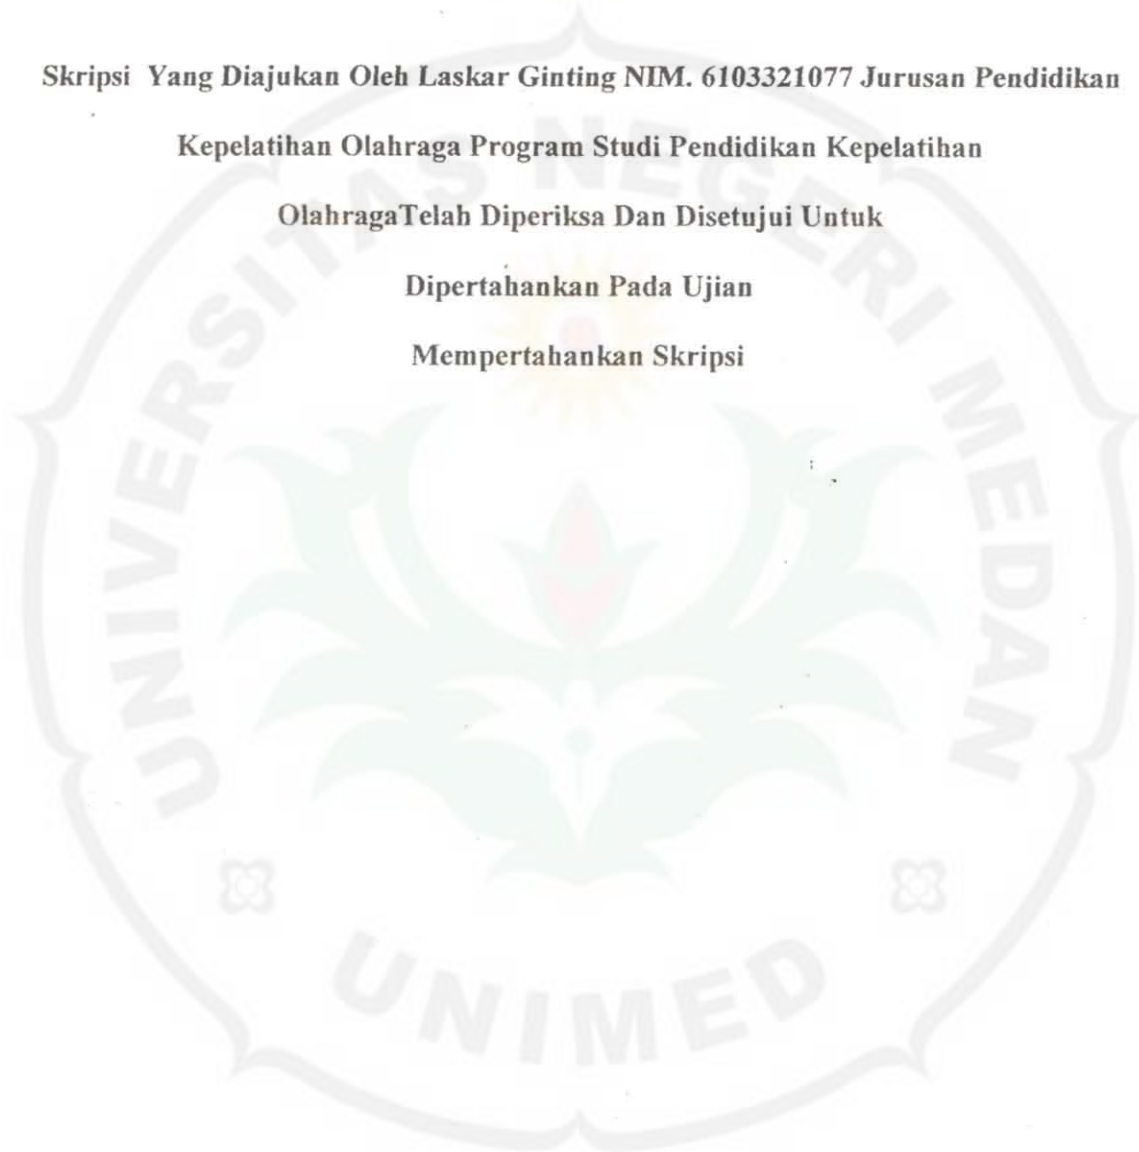 Skripsi Yang Diajukan Oleh Laskar Ginting NIM. 6103321077 Jurusan Pendidikan
Kepelatihan Olahraga Program Studi Pendidikan Kepelatihan
OlahragaTelah Diperiksa Dan Disetujui Untuk
Dipertahankan Pada Ujian
Mempertahankan Skripsi
UNIVERSITAS NEGERI MEDAN
UNIMED